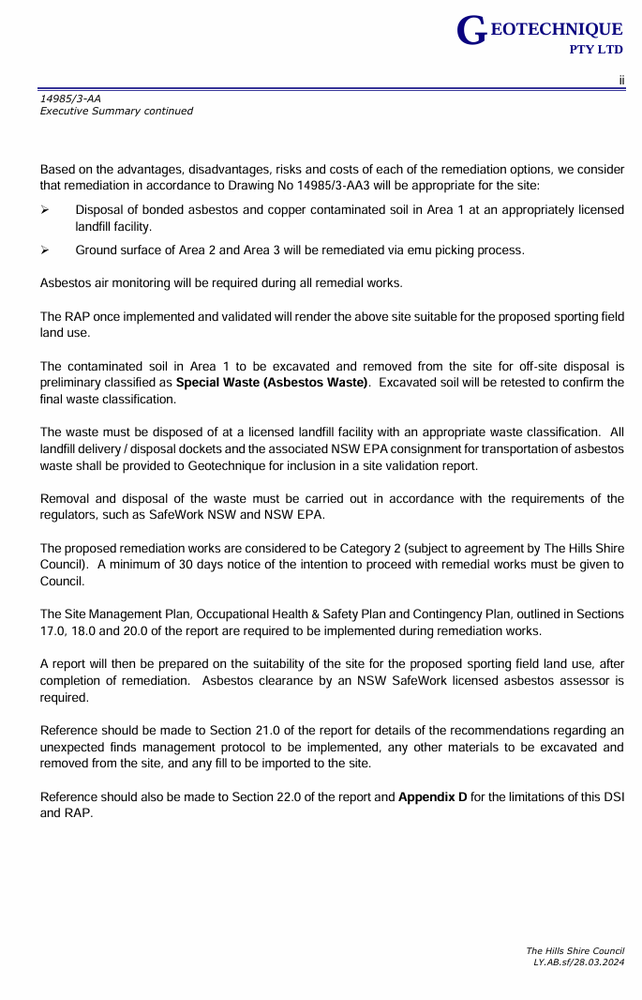 GEOTECHNIQUE
PTY LTD
ii
14985/3-AA
Executive Summary continued
Based on the advantages, disadvantages, risks and costs of each of the remediation options, we consider
that remediation in accordance to Drawing No 14985/3-AA3 will be appropriate for the site:
➢ Disposal of bonded asbestos and copper contaminated soil in Area 1 at an appropriately licensed
landfill facility.
➢ Ground surface of Area 2 and Area 3 will be remediated via emu picking process.
Asbestos air monitoring will be required during all remedial works.
The RAP once implemented and validated will render the above site suitable for the proposed sporting field
land use.
The contaminated soil in Area 1 to be excavated and removed from the site for off-site disposal is
preliminary classified as Special Waste (Asbestos Waste). Excavated soil will be retested to confirm the
final waste classification.
The waste must be disposed of at a licensed landfill facility with an appropriate waste classification. All
landfill delivery / disposal dockets and the associated NSW EPA consignment for transportation of asbestos
waste shall be provided to Geotechnique for inclusion in a site validation report.
Removal and disposal of the waste must be carried out in accordance with the requirements of the
regulators, such as SafeWork NSW and NSW EPA.
The proposed remediation works are considered to be Category 2 (subject to agreement by The Hills Shire
Council). A minimum of 30 days notice of the intention to proceed with remedial works must be given to
Council.
The Site Management Plan, Occupational Health & Safety Plan and Contingency Plan, outlined in Sections
17.0, 18.0 and 20.0 of the report are required to be implemented during remediation works.
A report will then be prepared on the suitability of the site for the proposed sporting field land use, after
completion of remediation. Asbestos clearance by an NSW SafeWork licensed asbestos assessor is
required.
Reference should be made to Section 21.0 of the report for details of the recommendations regarding an
unexpected finds management protocol to be implemented, any other materials to be excavated and
removed from the site, and any fill to be imported to the site.
Reference should also be made to Section 22.0 of the report and Appendix D for the limitations of this DSI
and RAP.
The Hills Shire Council
LY.AB.sf/28.03.2024